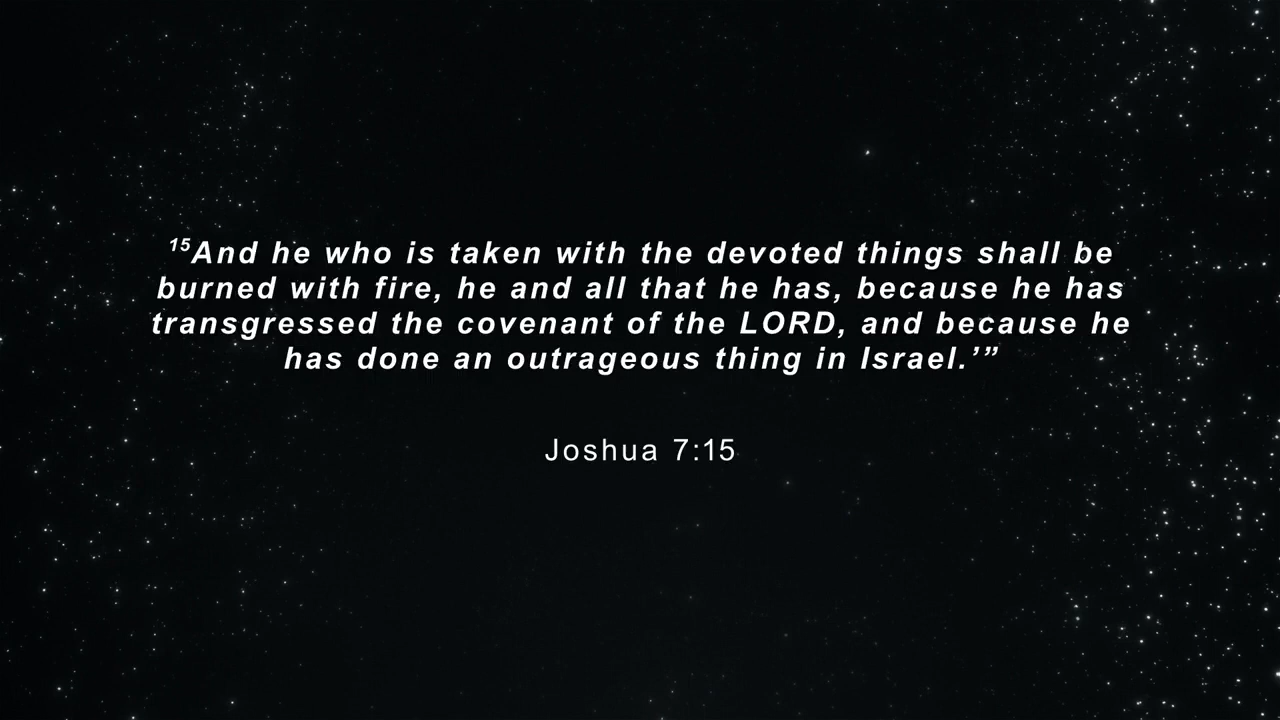 ¹⁵And he who is taken with the devoted things shall be
burned with fire, he and all that he has, because he has
transgressed the covenant of the LORD, and because he
has done an outrageous thing in Israel.’”
Joshua 7:15